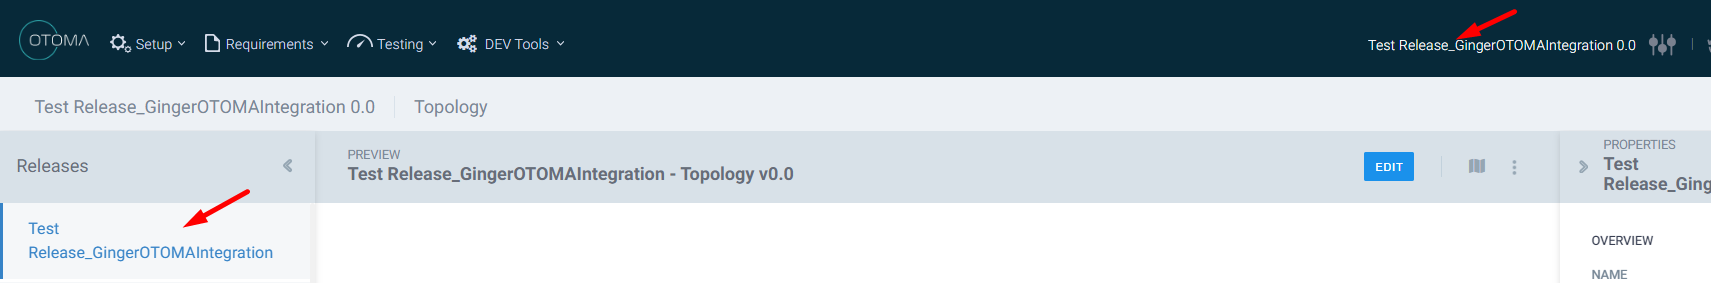 OTOMA Setup Requirements Testing DEV Tools Test Release_GingerOTOMAIntegration 0.0
Test Release_GingerOTOMAIntegration 0.0 Topology
Releases
Test
Release_GingerOTOMAIntegration
PREVIEW
Test Release_GingerOTOMAIntegration - Topology v0.0
EDIT
PROPERTIES
Test
Release_Ging
OVERVIEW
NAME